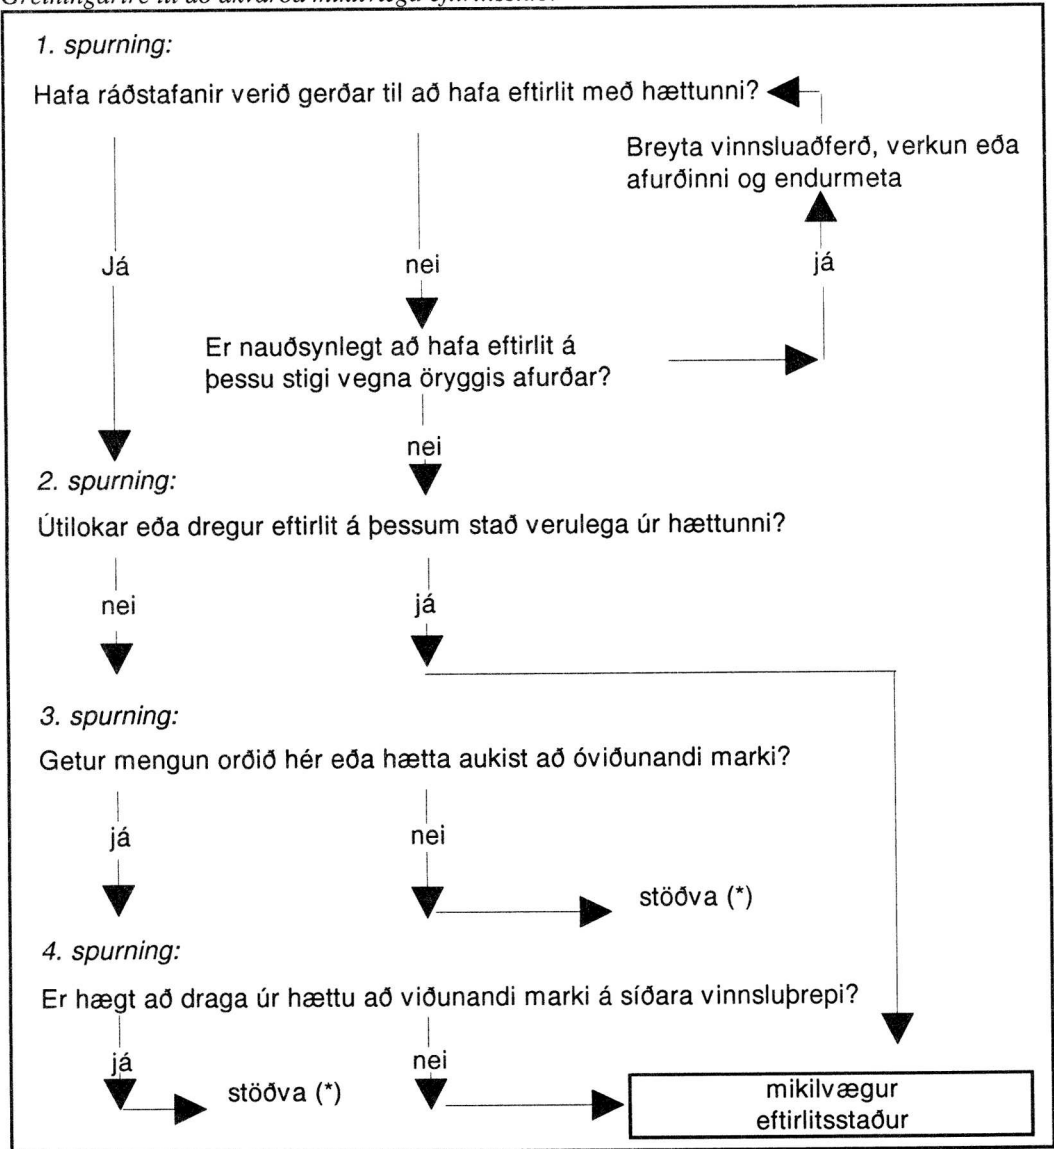 1. spurning:
Hafa ráðstafanir verið gerðar til að hafa eftirlit með hættunni?
Breyta vinnsluaðferð, verkun eða
afurðinni og endurmeta
Já
nei
já
Er nauðsynlegt að hafa eftirlit á
þessu stigi vegna öryggis afurðar?
nei
2. spurning:
Útilokar eða dregur eftirlit á þessum stað verulega úr hættunni?
nei
já
3. spurning:
Getur mengun orðið hér eða hætta aukist að óviðunandi marki?
já
nei
stöðva (*)
4. spurning:
Er hægt að draga úr hættu að viðunandi marki á síðara vinnsluþrepi?
já
nei
stöðva (*)
mikilvægur
eftirlitsstaður